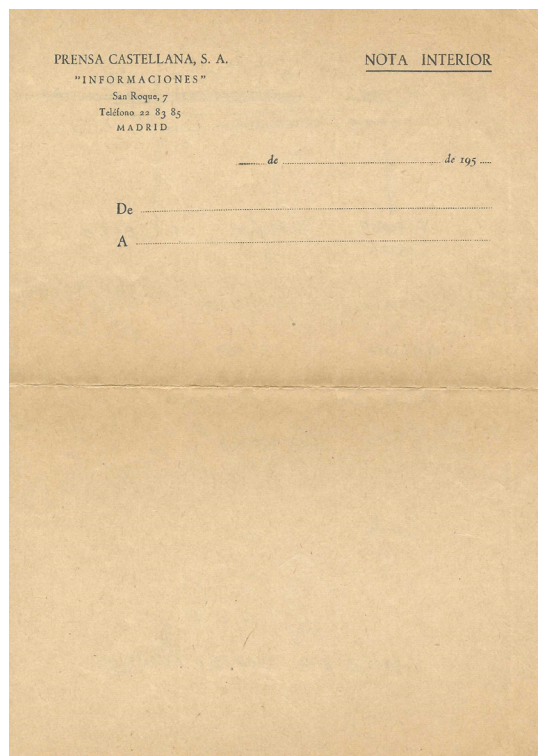 PRENSA CASTELLANA, S. A.
"INFORMACIONES"
San Roque, 7
Teléfono 22 83 85
MADRID
NOTA INTERIOR
........ de ........................................ de 195 ....
De ........................................
A ........................................